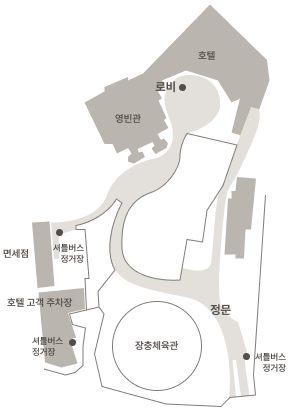 호텔
로비
영빈관
셔틀버스
정거장
면세점
호텔 고객 주차장
정문
셔틀버스
정거장
장충체육관
셔틀버스
정거장